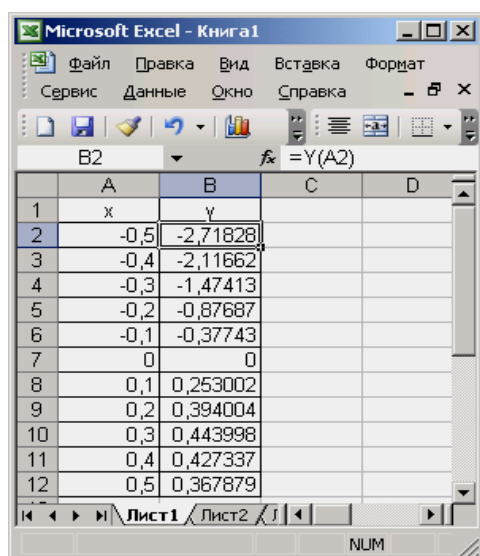 Microsoft Excel - Книга1
Файл Правка Вид Вставка Формат
Сервис Данные Окно Справка
B2 fx =Y(A2)
A B C D
1 x y
2 -0,5 -2,71828
3 -0,4 -2,11662
4 -0,3 -1,47413
5 -0,2 -0,87687
6 -0,1 -0,37743
7 0 0
8 0,1 0,253002
9 0,2 0,394004
10 0,3 0,443998
11 0,4 0,427337
12 0,5 0,367879
Лист1 Лист2
NUM